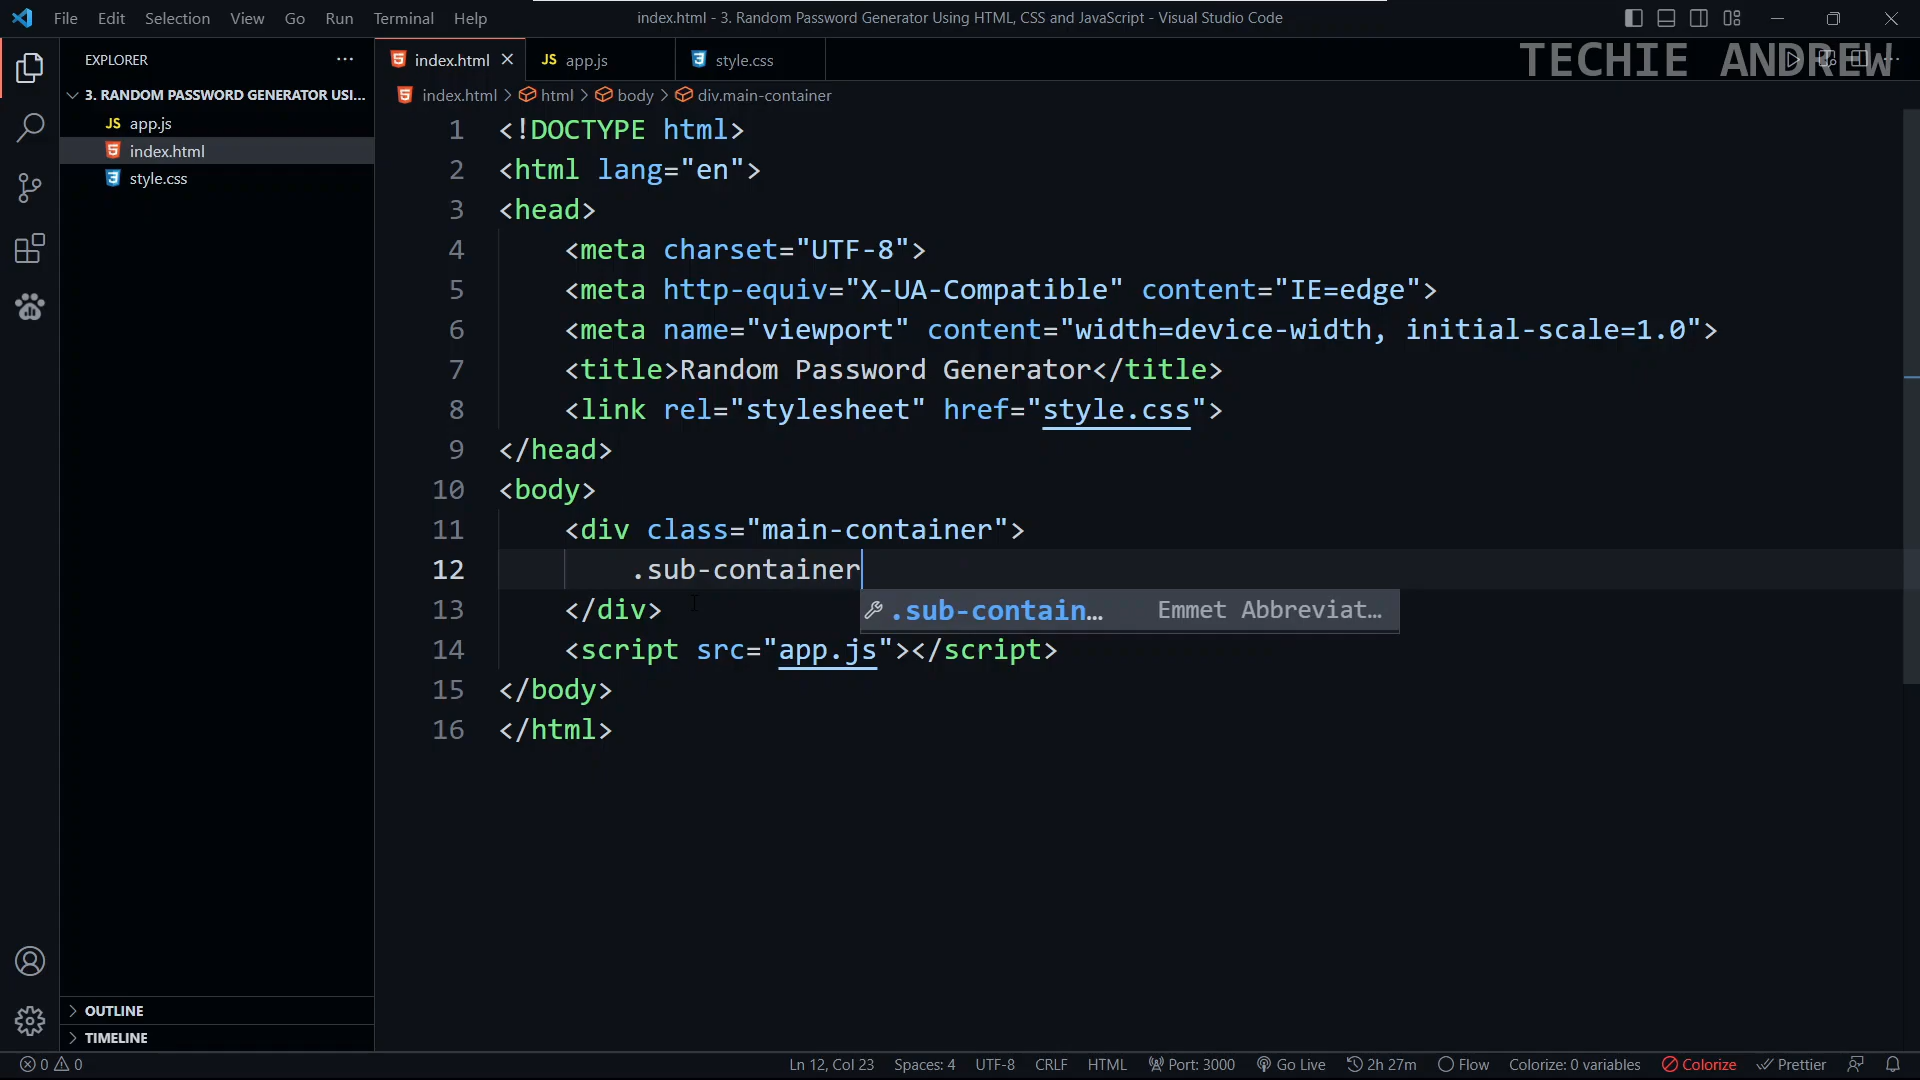 File Edit Selection View Go Run Terminal Help
index.html - 3. Random Password Generator Using HTML, CSS and JavaScript - Visual Studio Code
EXPLORER
3. RANDOM PASSWORD GENERATOR USI...
JS app.js
index.html
style.css
index.html
JS app.js
style.css
TECHIE ANDREW
index.html > html > body > div.main-container
1 <!DOCTYPE html>
2 <html lang="en">
3 <head>
4 <meta charset="UTF-8">
5 <meta http-equiv="X-UA-Compatible" content="IE=edge">
6 <meta name="viewport" content="width=device-width, initial-scale=1.0">
7 <title>Random Password Generator</title>
8 <link rel="stylesheet" href="style.css">
9 </head>
10 <body>
11 <div class="main-container">
12 .sub-container
.sub-contain... Emmet Abbreviat...
13 </div>
14 <script src="app.js"></script>
15 </body>
16 </html>
OUTLINE
TIMELINE
0 0 Ln 12, Col 23 Spaces: 4 UTF-8 CRLF HTML Port: 3000 Go Live 2h 27m Flow Colorize: 0 variables Colorize Prettier